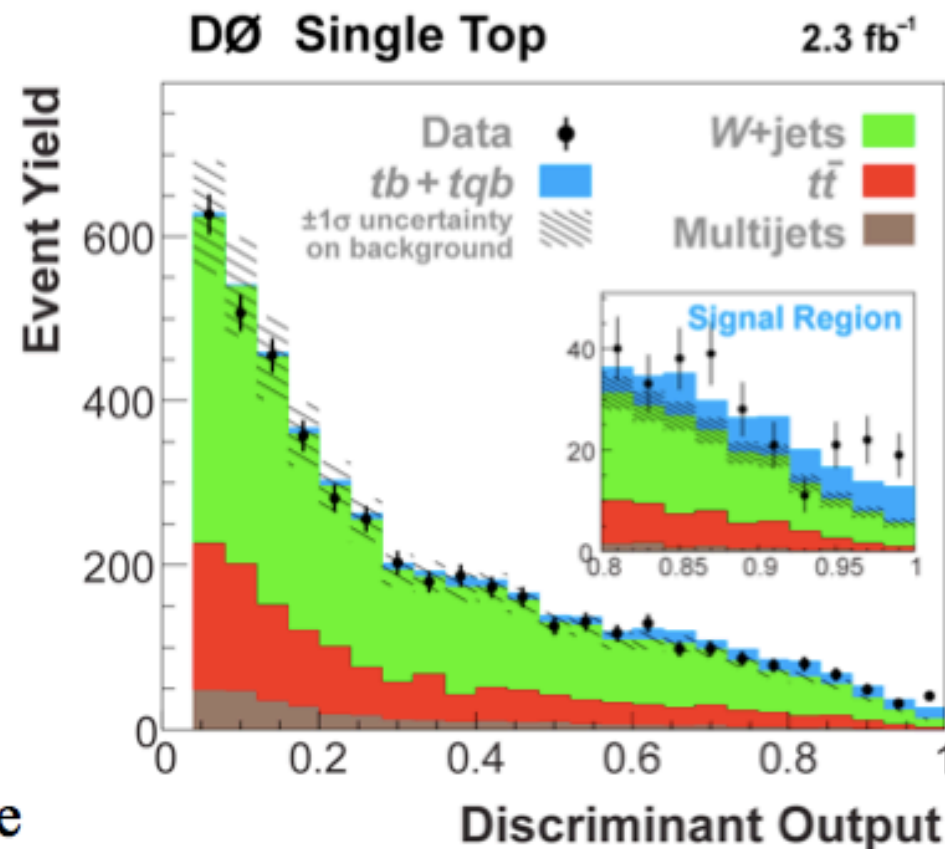 DØ Single Top 2.3 fb⁻¹
Event Yield
Data
tb + tqb
±1σ uncertainty
on background
W+jets
tt̄
Multijets
600
400
200
0
Signal Region
40
20
0
0.8 0.85 0.9 0.95 1
0 0.2 0.4 0.6 0.8 1
Discriminant Output
e